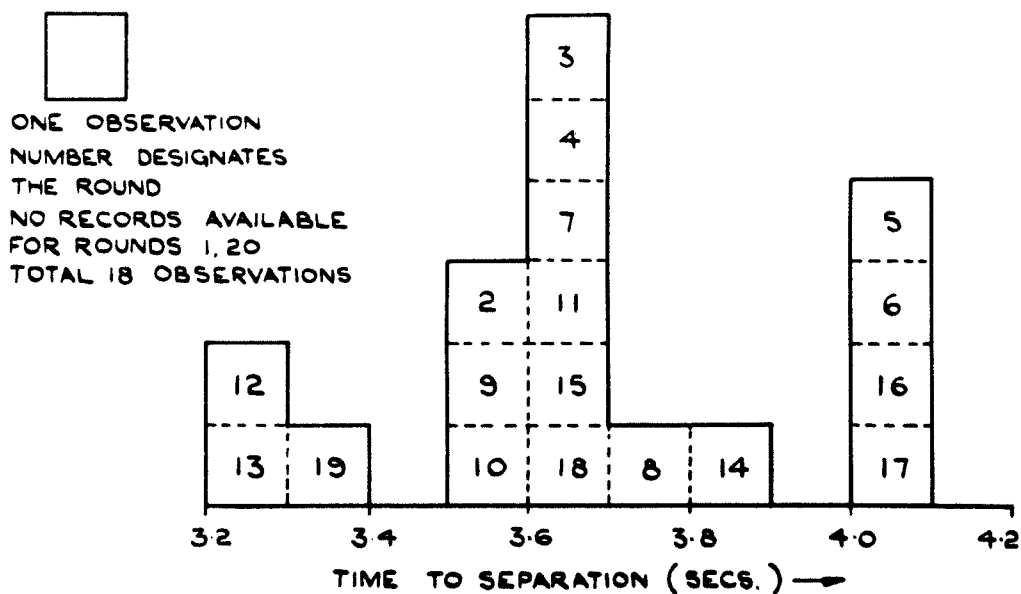 ONE OBSERVATION
NUMBER DESIGNATES
THE ROUND
NO RECORDS AVAILABLE
FOR ROUNDS 1, 20
TOTAL 18 OBSERVATIONS
3
4
7 5
2 11 6
12 9 15 16
13 19 10 18 8 14 17
3·2 3·4 3·6 3·8 4·0 4·2
TIME TO SEPARATION (SECS.) →